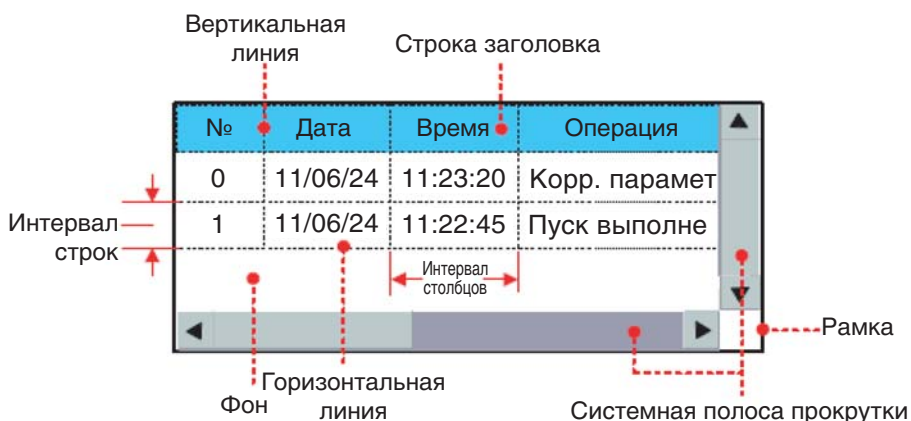 Вертикальная
линия
Строка заголовка
№ Дата Время Операция
0 11/06/24 11:23:20 Корр. парамет
1 11/06/24 11:22:45 Пуск выполне
Интервал
строк
Интервал
столбцов
Рамка
Горизонтальная
линия
Фон
Системная полоса прокрутки